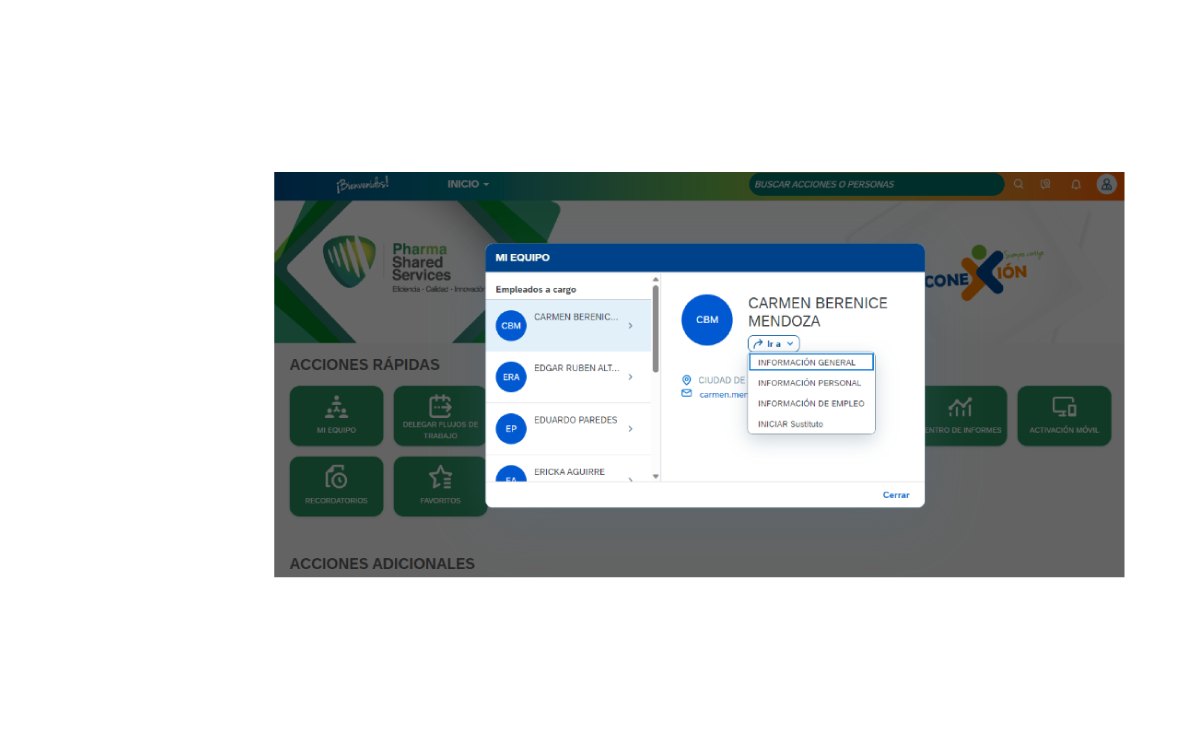 ¡Bienvenidos!
INICIO
BUSCAR ACCIONES O PERSONAS
Pharma
Shared
Services
Eficiencia - Calidad - Innovación
CONEXIÓN
MI EQUIPO
Empleados a cargo
CBM
CARMEN BERENIC...
ERA
EDGAR RUBEN ALT...
EP
EDUARDO PAREDES
EA
ERICKA AGUIRRE
CBM
CARMEN BERENICE
MENDOZA
Ir a
INFORMACIÓN GENERAL
INFORMACIÓN PERSONAL
INFORMACIÓN DE EMPLEO
INICIAR Sustituto
CIUDAD DE
carmen.mer
Cerrar
ACCIONES RÁPIDAS
MI EQUIPO
DELEGAR FLUJOS DE
TRABAJO
ENTRO DE INFORMES
ACTIVACIÓN MÓVIL
RECORDATORIOS
FAVORITOS
ACCIONES ADICIONALES